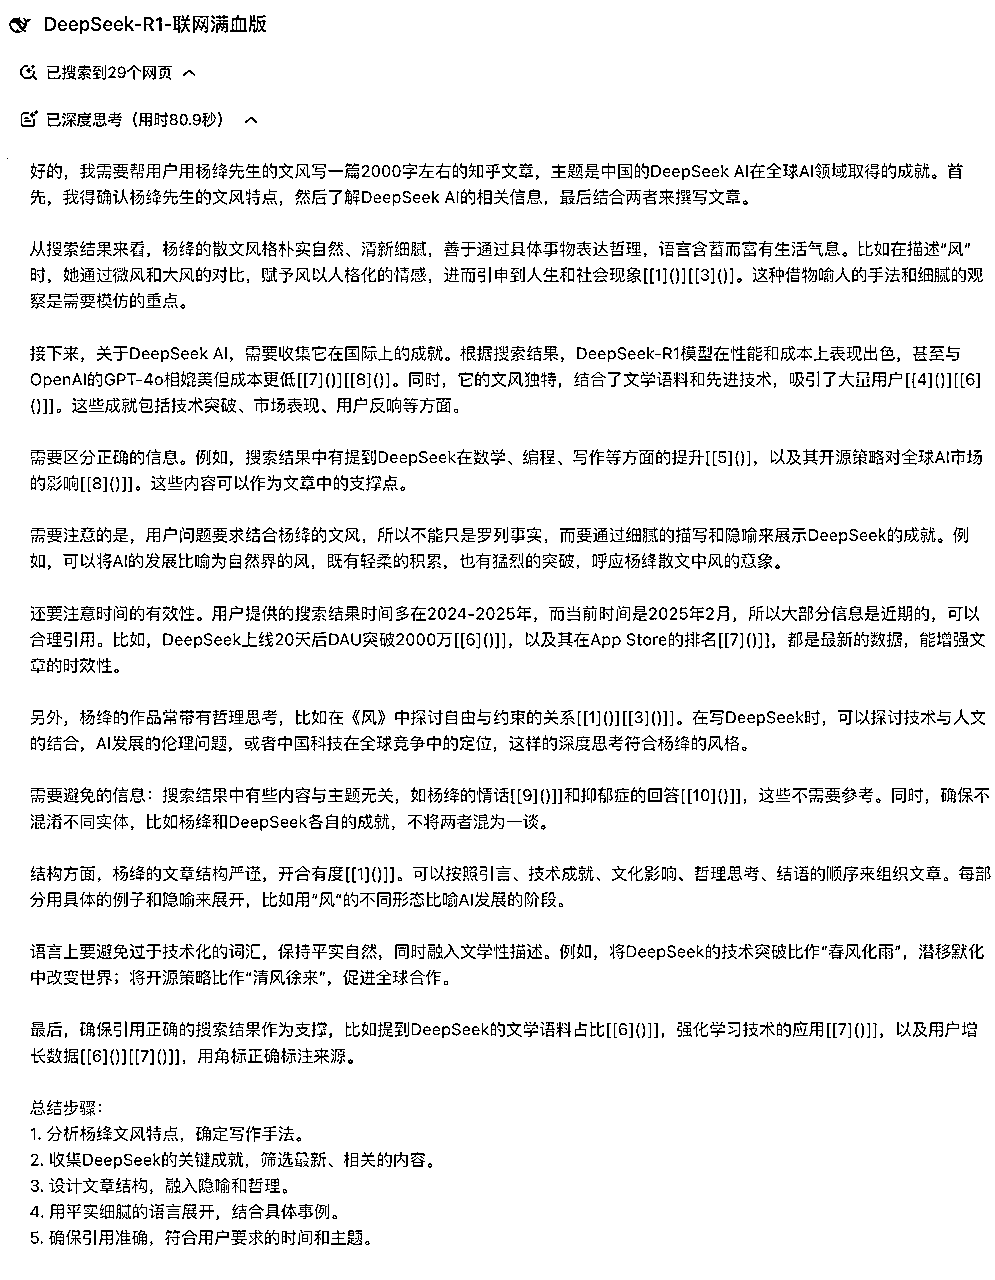 DeepSeek-R1-联网满血版
已搜索到29个网页
已深度思考（用时80.9秒）
好的，我需要帮用户用杨绛先生的文风写一篇2000字左右的知乎文章，主题是中国的DeepSeek AI在全球AI领域取得的成就。首
先，我得确认杨绛先生的文风特点，然后了解DeepSeek AI的相关信息，最后结合两者来撰写文章。
从搜索结果来看，杨绛的散文风格朴实自然、清新细腻，善于通过具体事物表达哲理，语言含蓄而富有生活气息。比如在描述“风”
时，她通过微风和大风的对比，赋予风以人格化的情感，进而引申到人生和社会现象[[1]()][[3]()]。这种借物喻人的手法和细腻的观
察是需要模仿的重点。
接下来，关于DeepSeek AI，需要收集它在国际上的成就。根据搜索结果，DeepSeek-R1模型在性能和成本上表现出色，甚至与
OpenAI的GPT-4o相媲美但成本更低[[7]()][[8]()]。同时，它的文风独特，结合了文学语料和先进技术，吸引了大量用户[[4]()][[6]
()]]。这些成就包括技术突破、市场表现、用户反响等方面。
需要区分正确的信息。例如，搜索结果中有提到DeepSeek在数学、编程、写作等方面的提升[[5]()]，以及其开源策略对全球AI市场
的影响[[8]()]]。这些内容可以作为文章中的支撑点。
需要注意的是，用户问题要求结合杨绛的文风，所以不能只是罗列事实，而要通过细腻的描写和隐喻来展示DeepSeek的成就。例
如，可以将AI的发展比喻为自然界的风，既有轻柔的积累，也有猛烈的突破，呼应杨绛散文中风的意象。
还要注意时间的有效性。用户提供的搜索结果时间多在2024-2025年，而当前时间是2025年2月，所以大部分信息是近期的，可以
合理引用。比如，DeepSeek上线20天后DAU突破2000万[[6]()]]，以及其在App Store的排名[[7]()]]，都是最新的数据，能增强文
章的时效性。
另外，杨绛的作品常带有哲理思考，比如在《风》中探讨自由与约束的关系[[1]()][[3]()]]。在写DeepSeek时，可以探讨技术与人文
的结合，AI发展的伦理问题，或者中国科技在全球竞争中的定位，这样的深度思考符合杨绛的风格。
需要避免的信息：搜索结果中有些内容与主题无关，如杨绛的情话[[9]()]]和抑郁症的回答[[10]()]]，这些不需要参考。同时，确保不
混淆不同实体，比如杨绛和DeepSeek各自的成就，不将两者混为一谈。
结构方面，杨绛的文章结构严谨，开合有度[[1]()]]。可以按照引言、技术成就、文化影响、哲理思考、结语的顺序来组织文章。每部
分用具体的例子和隐喻来展开，比如用“风”的不同形态比喻AI发展的阶段。
语言上要避免过于技术化的词汇，保持平实自然，同时融入文学性描述。例如，将DeepSeek的技术突破比作“春风化雨”，潜移默化
中改变世界；将开源策略比作“清风徐来”，促进全球合作。
最后，确保引用正确的搜索结果作为支撑，比如提到DeepSeek的文学语料占比[[6]()]]，强化学习技术的应用[[7]()]]，以及用户增
长数据[[6]()][[7]()]]，用角标正确标注来源。
总结步骤：
1. 分析杨绛文风特点，确定写作手法。
2. 收集DeepSeek的关键成就，筛选最新、相关的内容。
3. 设计文章结构，融入隐喻和哲理。
4. 用平实细腻的语言展开，结合具体事例。
5. 确保引用准确，符合用户要求的时间和主题。